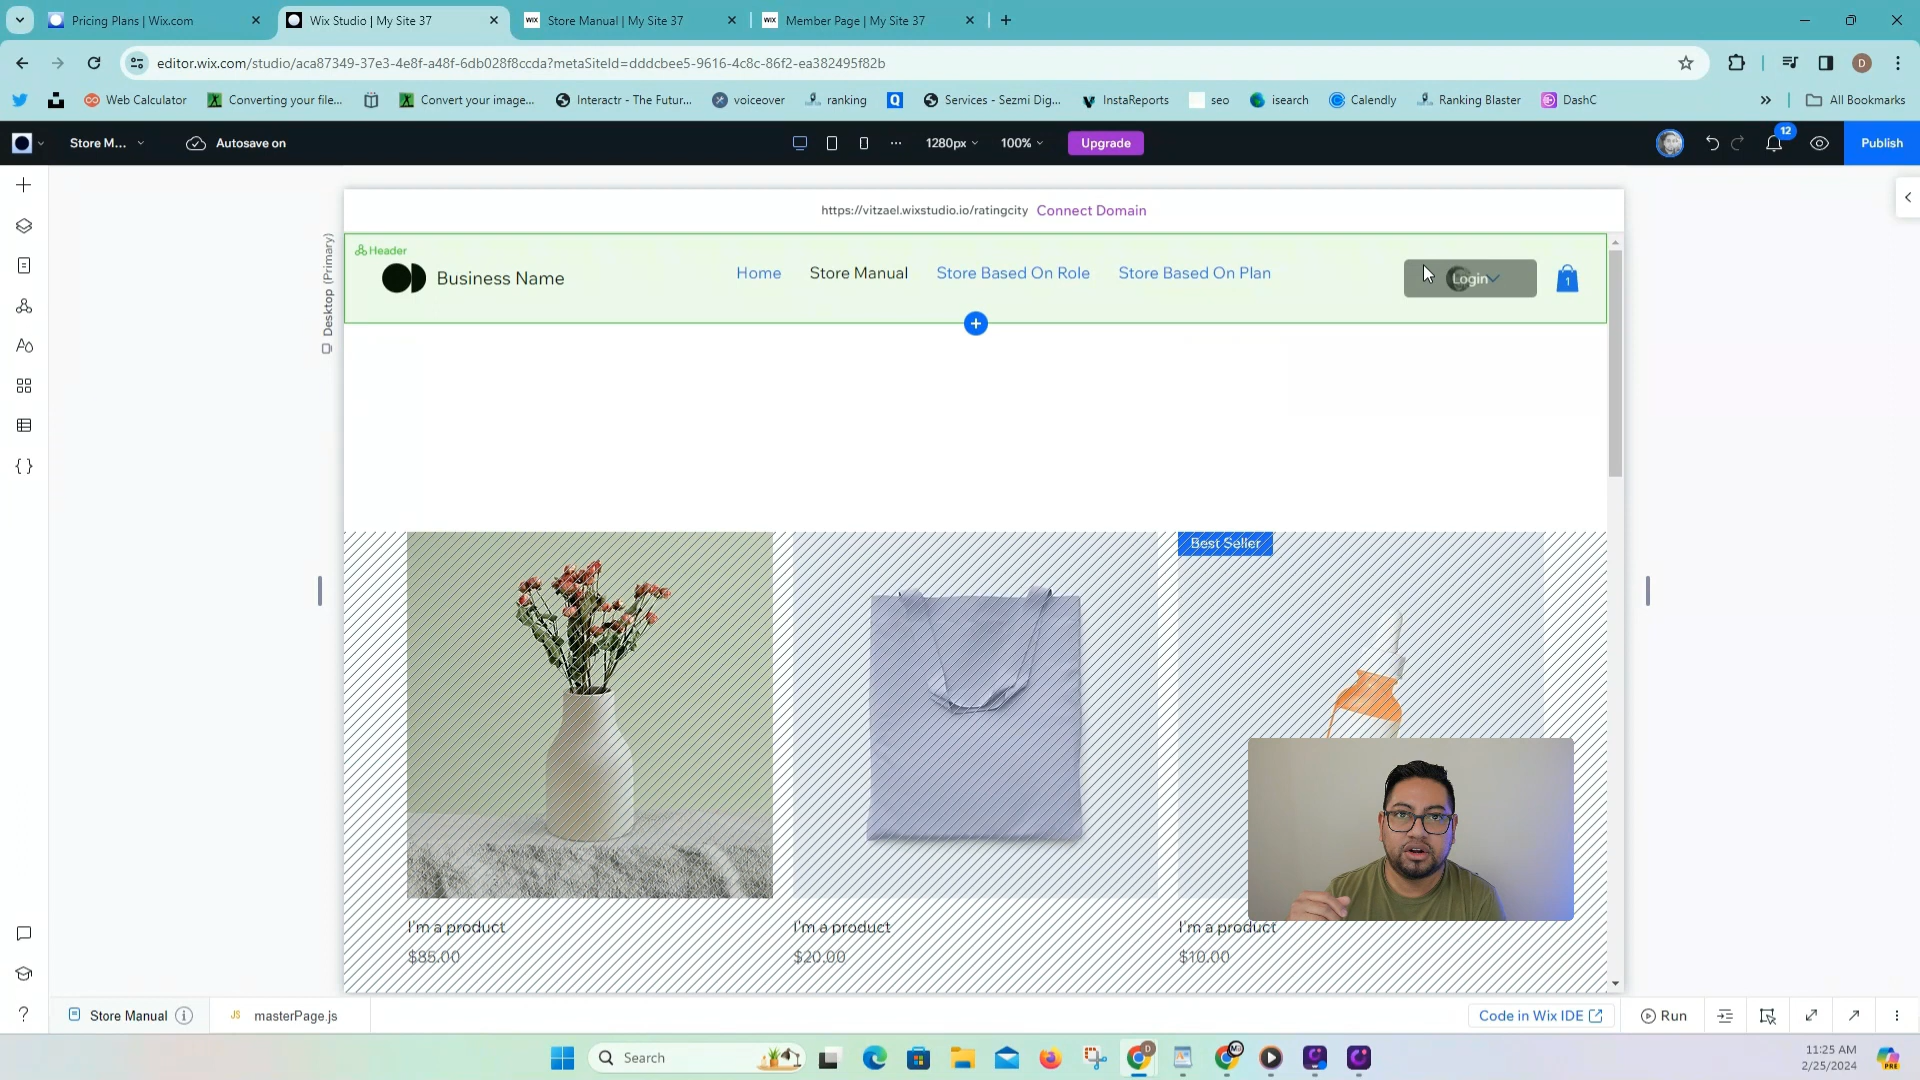 Pricing Plans | Wix.com
Wix Studio | My Site 37
WIX Store Manual | My Site 37
WIX Member Page | My Site 37
editor.wix.com/studio/aca87349-37e3-4e8f-a48f-6db028f8ccda?metaSiteId=dddcbee5-9616-4c8c-86f2-ea382495f82b
D
Web Calculator
Converting your file...
Convert your image...
Interactr - The Futur...
voiceover
ranking
Services - Sezmi Dig...
InstaReports
seo
isearch
Calendly
Ranking Blaster
DashC
All Bookmarks
Store M...
Autosave on
1280px
100%
Upgrade
12
Publish
https://vitzael.wixstudio.io/ratingcity Connect Domain
Desktop (Primary)
Header
Business Name
Home
Store Manual
Store Based On Role
Store Based On Plan
Login
1
Best Seller
I'm a product
$85.00
I'm a product
$20.00
I'm a product
$10.00
Store Manual
JS masterPage.js
Code in Wix IDE
Run
Search
11:25 AM
2/25/2024